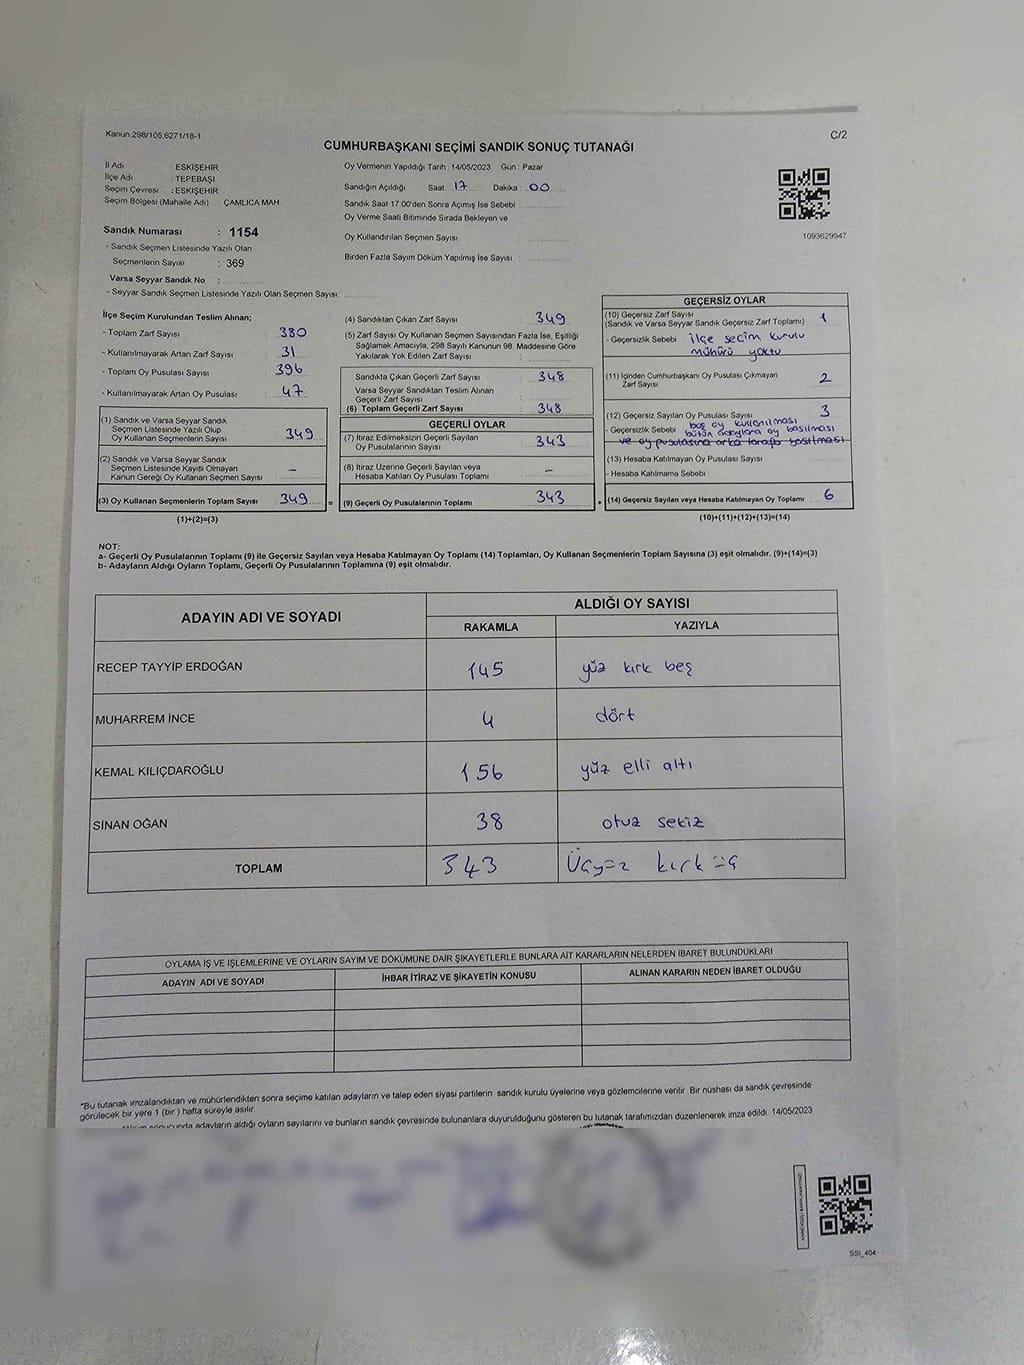 Kanun 298/105,6271/18-1
C/2
CUMHURBAŞKANI SEÇİMİ SANDIK SONUÇ TUTANAĞI
İl Adı : ESKİŞEHİR
İlçe Adı : TEPEBAŞI
Seçim Çevresi : ESKİŞEHİR
Seçim Bölgesi (Mahalle Adı) : ÇAMLICA MAH
Sandık Numarası : 1154
- Sandık Seçmen Listesinde Yazılı Olan
Seçmenlerin Sayısı : 369
Varsa Seyyar Sandık No :
- Seyyar Sandık Seçmen Listesinde Yazılı Olan Seçmen Sayısı:
Oy Vermenin Yapıldığı Tarih : 14/05/2023 Gün : Pazar
Sandığın Açıldığı Saat : 17 Dakika : 00
Sandık Saat 17:00'den Sonra Açımış İse Sebebi :
Oy Verme Saati Bitiminde Sırada Bekleyen ve
Oy Kullandırılan Seçmen Sayısı :
Birden Fazla Sayım Döküm Yapılmış İse Sayısı :
1093629947
İlçe Seçim Kurulundan Teslim Alınan;
- Toplam Zarf Sayısı : 380
- Kullanılmayarak Artan Zarf Sayısı : 31
- Toplam Oy Pusulası Sayısı : 396
- Kullanılmayarak Artan Oy Pusulası : 47
(1) Sandık ve Varsa Seyyar Sandık
Seçmen Listesinde Yazılı Olup
Oy Kullanan Seçmenlerin Sayısı : 349
(2) Sandık ve Varsa Seyyar Sandık
Seçmen Listesinde Kayıtlı Olmayan
Kanun Gereği Oy Kullanan Seçmen Sayısı : –
(3) Oy Kullanan Seçmenlerin Toplam Sayısı : 349 =
(1)+(2)=(3)
(4) Sandıktan Çıkan Zarf Sayısı : 349
(5) Zarf Sayısı Oy Kullanan Seçmen Sayısından Fazla İse, Eşitliği
Sağlamak Amacıyla, 298 Sayılı Kanunun 98. Maddesine Göre
Yakılarak Yok Edilen Zarf Sayısı :
Sandıkta Çıkan Geçerli Zarf Sayısı : 348
Varsa Seyyar Sandıktan Teslim Alınan
Geçerli Zarf Sayısı :
(6) Toplam Geçerli Zarf Sayısı : 348
GEÇERLİ OYLAR
(7) İtiraz Edilmeksizin Geçerli Sayılan
Oy Pusulalarının Sayısı : 343
(8) İtiraz Üzerine Geçerli Sayılan veya
Hesaba Katılan Oy Pusulası Toplamı : –
(9) Geçerli Oy Pusulalarının Toplamı : 343 +
GEÇERSİZ OYLAR
(10) Geçersiz Zarf Sayısı : 1
(Sandık ve Varsa Seyyar Sandık Geçersiz Zarf Toplamı)
- Geçersizlik Sebebi : ilçe seçim kurulu
mühürü yoktu
(11) İçinden Cumhurbaşkanı Oy Pusulası Çıkmayan
Zarf Sayısı : 2
(12) Geçersiz Sayılan Oy Pusulası Sayısı : 3
- Geçersizlik Sebebi : boş oy kullanılması
bütün adaylara oy basılması
ve oy pusulasına arka tarafa basılması
(13) Hesaba Katılmayan Oy Pusulası Sayısı :
- Hesaba Katılmama Sebebi :
(14) Geçersiz Sayılan veya Hesaba Katılmayan Oy Toplamı : 6
(10)+(11)+(12)+(13)=(14)
NOT:
a- Geçerli Oy Pusulalarının Toplamı (9) ile Geçersiz Sayılan veya Hesaba Katılmayan Oy Toplamı (14) Toplamları, Oy Kullanan Seçmenlerin Toplam Sayısına (3) eşit olmalıdır. (9)+(14)=(3)
b- Adayların Aldığı Oyların Toplamı, Geçerli Oy Pusulalarının Toplamına (9) eşit olmalıdır.
ADAYIN ADI VE SOYADI
ALDIĞI OY SAYISI
RAKAMLA YAZIYLA
RECEP TAYYİP ERDOĞAN 145 yüz kırk beş
MUHARREM İNCE 4 dört
KEMAL KILIÇDAROĞLU 156 yüz elli altı
SİNAN OĞAN 38 otuz sekiz
TOPLAM 343 Üçyüz kırk üç
OYLAMA İŞ VE İŞLEMLERİNE VE OYLARIN SAYIM VE DÖKÜMÜNE DAİR ŞİKAYETLERLE BUNLARA AİT KARARLARIN NELERDEN İBARET BULUNDUKLARI
ADAYIN ADI VE SOYADI İHBAR İTİRAZ VE ŞİKAYETİN KONUSU ALINAN KARARIN NEDEN İBARET OLDUĞU
*Bu tutanak imzalandıktan ve mühürlendikten sonra seçime katılan adayların ve talep eden siyasi partilerin sandık kurulu üyelerine veya gözlemcilerine verilir. Bir nüshası da sandık çevresinde
görülecek bir yere 1 (bir ) hafta süreyle asılır.
adayların aldığı oyların sayılarını ve bunların sandık çevresinde bulunanlara duyurulduğunu gösteren bu tutanak tarafımızdan düzenlenerek imza edildi. 14/05/2023
SSI_404